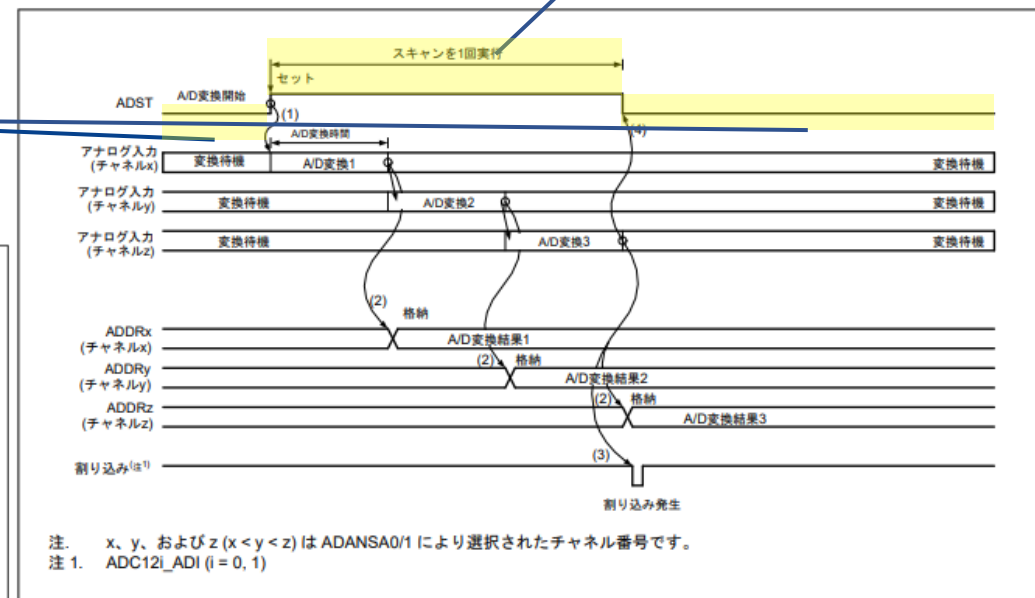 スキャンを1回実行
セット
ADST
A/D変換開始
(1)
(4)
A/D変換時間
アナログ入力
(チャネルx)
変換待機
A/D変換1
変換待機
アナログ入力
(チャネルy)
変換待機
A/D変換2
変換待機
アナログ入力
(チャネルz)
変換待機
A/D変換3
変換待機
(2)
格納
ADDRx
(チャネルx)
A/D変換結果1
(2)
格納
ADDRy
(チャネルy)
A/D変換結果2
(2)
格納
ADDRz
(チャネルz)
A/D変換結果3
(3)
割り込み(注1)
割り込み発生
注. x、y、および z (x < y < z) は ADANSA0/1 により選択されたチャネル番号です。
注 1. ADC12i_ADI (i = 0, 1)